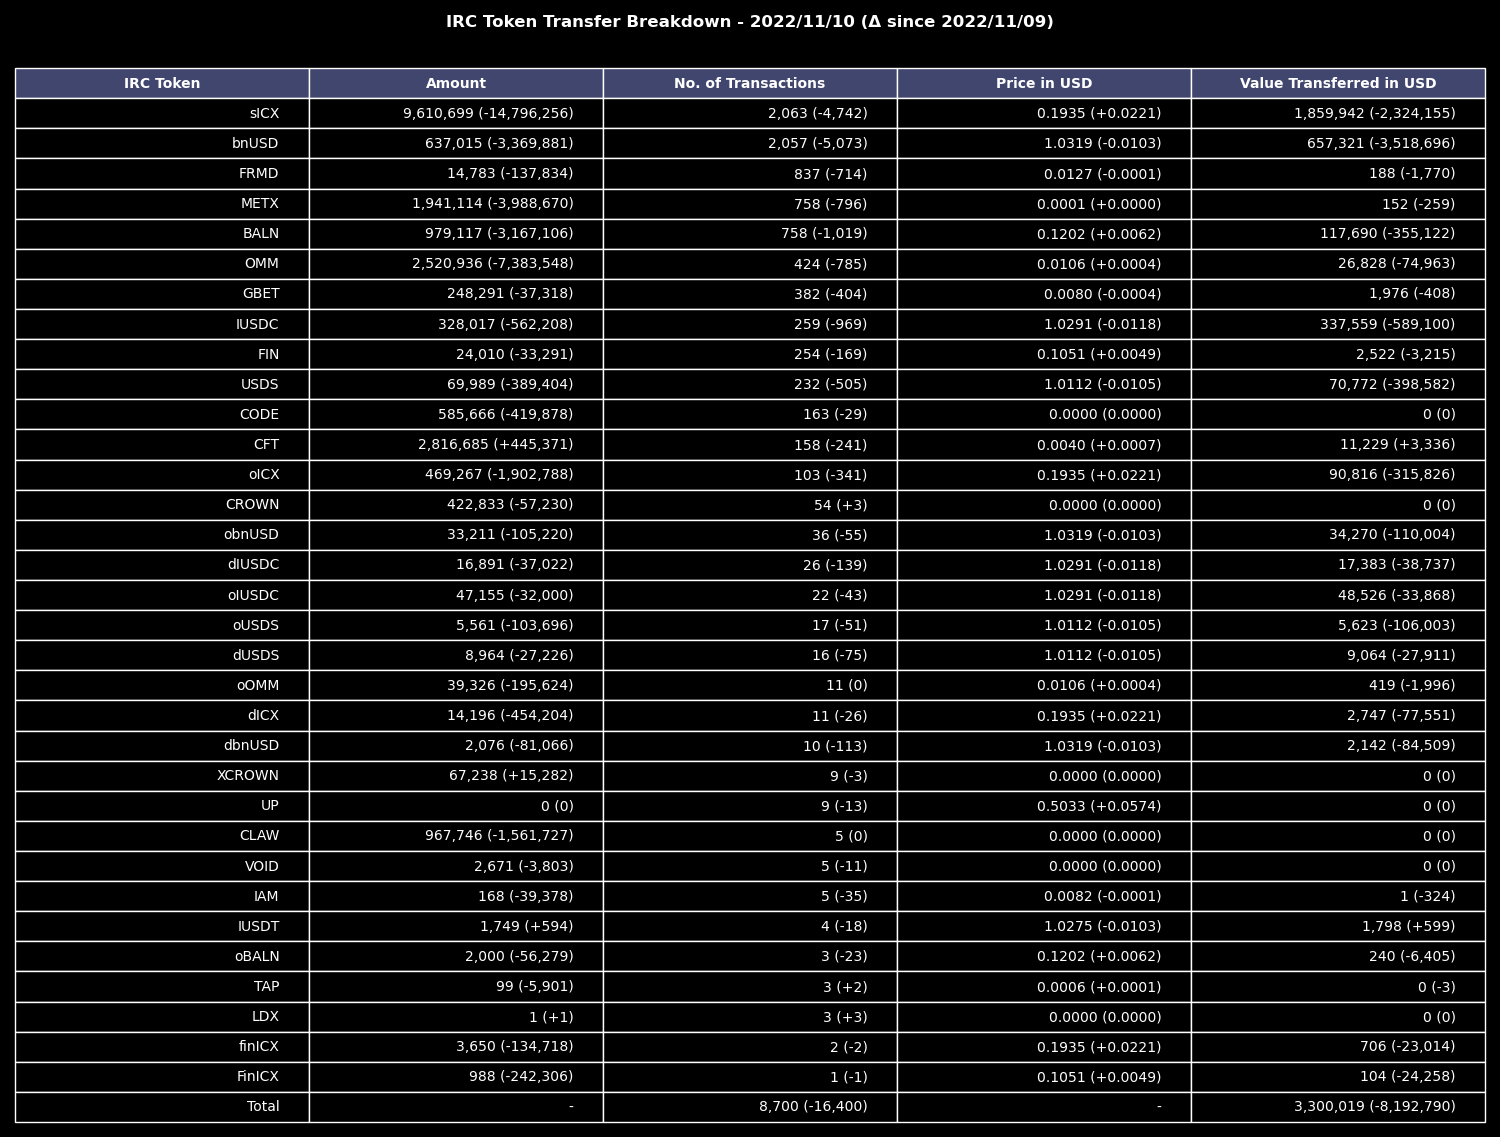 IRC Token Transfer Breakdown - 2022/11/10 (Δ since 2022/11/09)
IRC Token Amount No. of Transactions Price in USD Value Transferred in USD
sICX 9,610,699 (-14,796,256) 2,063 (-4,742) 0.1935 (+0.0221) 1,859,942 (-2,324,155)
bnUSD 637,015 (-3,369,881) 2,057 (-5,073) 1.0319 (-0.0103) 657,321 (-3,518,696)
FRMD 14,783 (-137,834) 837 (-714) 0.0127 (-0.0001) 188 (-1,770)
METX 1,941,114 (-3,988,670) 758 (-796) 0.0001 (+0.0000) 152 (-259)
BALN 979,117 (-3,167,106) 758 (-1,019) 0.1202 (+0.0062) 117,690 (-355,122)
OMM 2,520,936 (-7,383,548) 424 (-785) 0.0106 (+0.0004) 26,828 (-74,963)
GBET 248,291 (-37,318) 382 (-404) 0.0080 (-0.0004) 1,976 (-408)
IUSDC 328,017 (-562,208) 259 (-969) 1.0291 (-0.0118) 337,559 (-589,100)
FIN 24,010 (-33,291) 254 (-169) 0.1051 (+0.0049) 2,522 (-3,215)
USDS 69,989 (-389,404) 232 (-505) 1.0112 (-0.0105) 70,772 (-398,582)
CODE 585,666 (-419,878) 163 (-29) 0.0000 (0.0000) 0 (0)
CFT 2,816,685 (+445,371) 158 (-241) 0.0040 (+0.0007) 11,229 (+3,336)
oICX 469,267 (-1,902,788) 103 (-341) 0.1935 (+0.0221) 90,816 (-315,826)
CROWN 422,833 (-57,230) 54 (+3) 0.0000 (0.0000) 0 (0)
obnUSD 33,211 (-105,220) 36 (-55) 1.0319 (-0.0103) 34,270 (-110,004)
dIUSDC 16,891 (-37,022) 26 (-139) 1.0291 (-0.0118) 17,383 (-38,737)
oIUSDC 47,155 (-32,000) 22 (-43) 1.0291 (-0.0118) 48,526 (-33,868)
oUSDS 5,561 (-103,696) 17 (-51) 1.0112 (-0.0105) 5,623 (-106,003)
dUSDS 8,964 (-27,226) 16 (-75) 1.0112 (-0.0105) 9,064 (-27,911)
oOMM 39,326 (-195,624) 11 (0) 0.0106 (+0.0004) 419 (-1,996)
dICX 14,196 (-454,204) 11 (-26) 0.1935 (+0.0221) 2,747 (-77,551)
dbnUSD 2,076 (-81,066) 10 (-113) 1.0319 (-0.0103) 2,142 (-84,509)
XCROWN 67,238 (+15,282) 9 (-3) 0.0000 (0.0000) 0 (0)
UP 0 (0) 9 (-13) 0.5033 (+0.0574) 0 (0)
CLAW 967,746 (-1,561,727) 5 (0) 0.0000 (0.0000) 0 (0)
VOID 2,671 (-3,803) 5 (-11) 0.0000 (0.0000) 0 (0)
IAM 168 (-39,378) 5 (-35) 0.0082 (-0.0001) 1 (-324)
IUSDT 1,749 (+594) 4 (-18) 1.0275 (-0.0103) 1,798 (+599)
oBALN 2,000 (-56,279) 3 (-23) 0.1202 (+0.0062) 240 (-6,405)
TAP 99 (-5,901) 3 (+2) 0.0006 (+0.0001) 0 (-3)
LDX 1 (+1) 3 (+3) 0.0000 (0.0000) 0 (0)
finICX 3,650 (-134,718) 2 (-2) 0.1935 (+0.0221) 706 (-23,014)
FinICX 988 (-242,306) 1 (-1) 0.1051 (+0.0049) 104 (-24,258)
Total - 8,700 (-16,400) - 3,300,019 (-8,192,790)